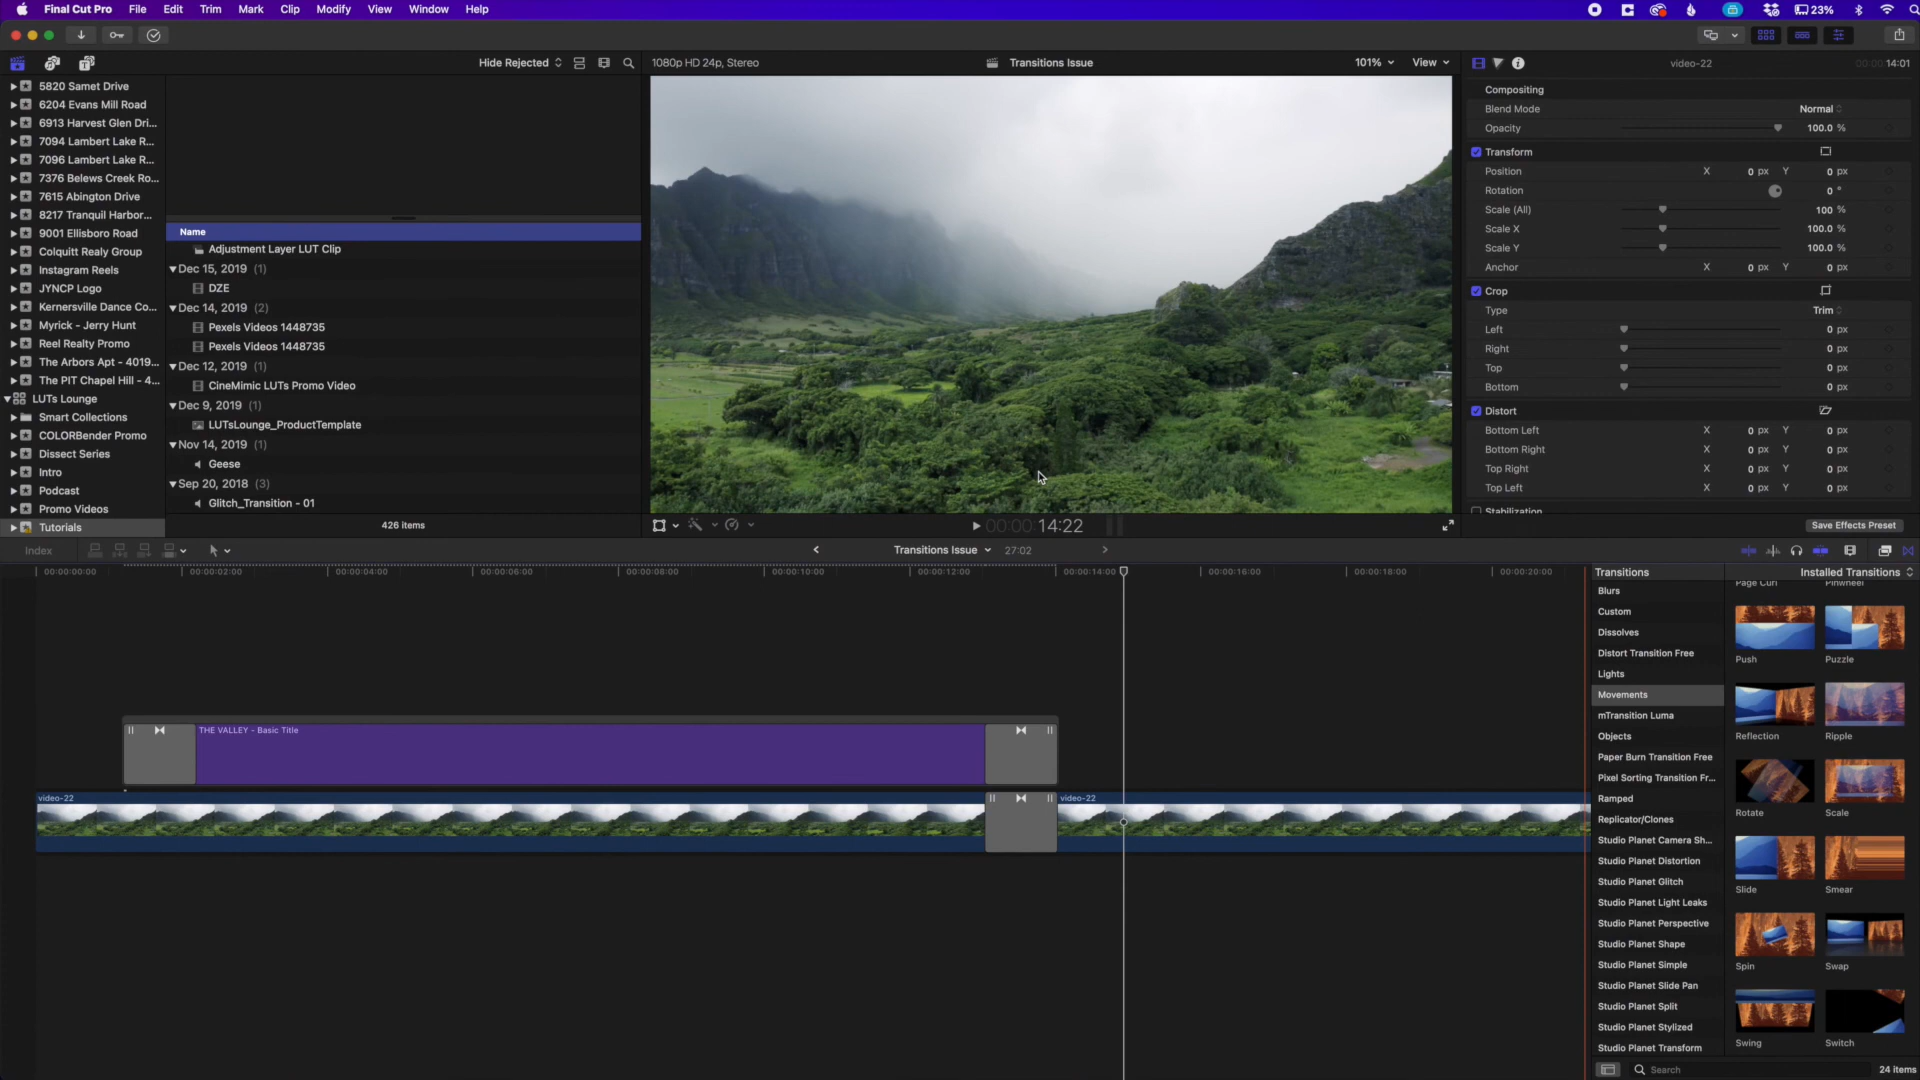 Final Cut Pro File Edit Trim Mark Clip Modify View Window Help
23%
Hide Rejected
1080p HD 24p, Stereo
Transitions Issue
101%
View
video-22
14:01
5820 Samet Drive
6204 Evans Mill Road
6913 Harvest Glen Dri...
7094 Lambert Lake R...
7096 Lambert Lake R...
7376 Belews Creek Ro...
7615 Abington Drive
8217 Tranquil Harbor...
9001 Ellisboro Road
Colquitt Realy Group
Instagram Reels
JYNCP Logo
Kernersville Dance Co...
Myrick - Jerry Hunt
Reel Realty Promo
The Arbors Apt - 4019...
The PIT Chapel Hill - 4...
LUTs Lounge
Smart Collections
COLORBender Promo
Dissect Series
Intro
Podcast
Promo Videos
Tutorials
Name
Adjustment Layer LUT Clip
Dec 15, 2019 (1)
DZE
Dec 14, 2019 (2)
Pexels Videos 1448735
Pexels Videos 1448735
Dec 12, 2019 (1)
CineMimic LUTs Promo Video
Dec 9, 2019 (1)
LUTsLounge_ProductTemplate
Nov 14, 2019 (1)
Geese
Sep 20, 2018 (3)
Glitch_Transition - 01
426 items
Compositing
Blend Mode Normal
Opacity 100.0 %
Transform
Position X 0 px Y 0 px
Rotation 0 °
Scale (All) 100 %
Scale X 100.0 %
Scale Y 100.0 %
Anchor X 0 px Y 0 px
Crop
Type Trim
Left 0 px
Right 0 px
Top 0 px
Bottom 0 px
Distort
Bottom Left X 0 px Y 0 px
Bottom Right X 0 px Y 0 px
Top Right X 0 px Y 0 px
Top Left X 0 px Y 0 px
Stabilization
00:00:14:22
Save Effects Preset
Index
Transitions Issue
27:02
00:00:00:00 00:00:02:00 00:00:04:00 00:00:06:00 00:00:08:00 00:00:10:00 00:00:12:00 00:00:14:00 00:00:16:00 00:00:18:00 00:00:20:00
THE VALLEY - Basic Title
video-22
video-22
Transitions
Installed Transitions
Blurs
Custom
Dissolves
Distort Transition Free
Lights
Movements
mTransition Luma
Objects
Paper Burn Transition Free
Pixel Sorting Transition Fr...
Ramped
Replicator/Clones
Studio Planet Camera Sh...
Studio Planet Distortion
Studio Planet Glitch
Studio Planet Light Leaks
Studio Planet Perspective
Studio Planet Shape
Studio Planet Simple
Studio Planet Slide Pan
Studio Planet Split
Studio Planet Stylized
Studio Planet Transform
Page Curl Pinwheel
Push Puzzle
Reflection Ripple
Rotate Scale
Slide Smear
Spin Swap
Swing Switch
Search
24 items